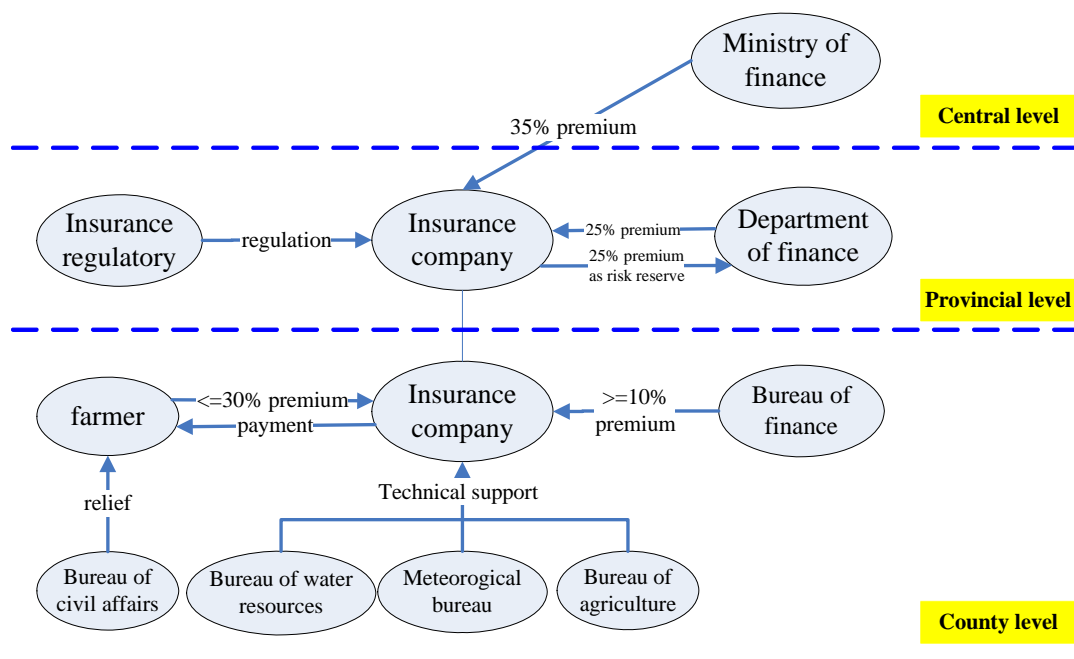 Ministry of
finance
Central level
35% premium
Insurance
regulatory
regulation
Insurance
company
25% premium
25% premium
as risk reserve
Department
of finance
Provincial level
farmer
<=30% premium
payment
Insurance
company
>=10%
premium
Bureau of
finance
Technical support
relief
Bureau of
civil affairs
Bureau of water
resources
Meteorogical
bureau
Bureau of
agriculture
County level